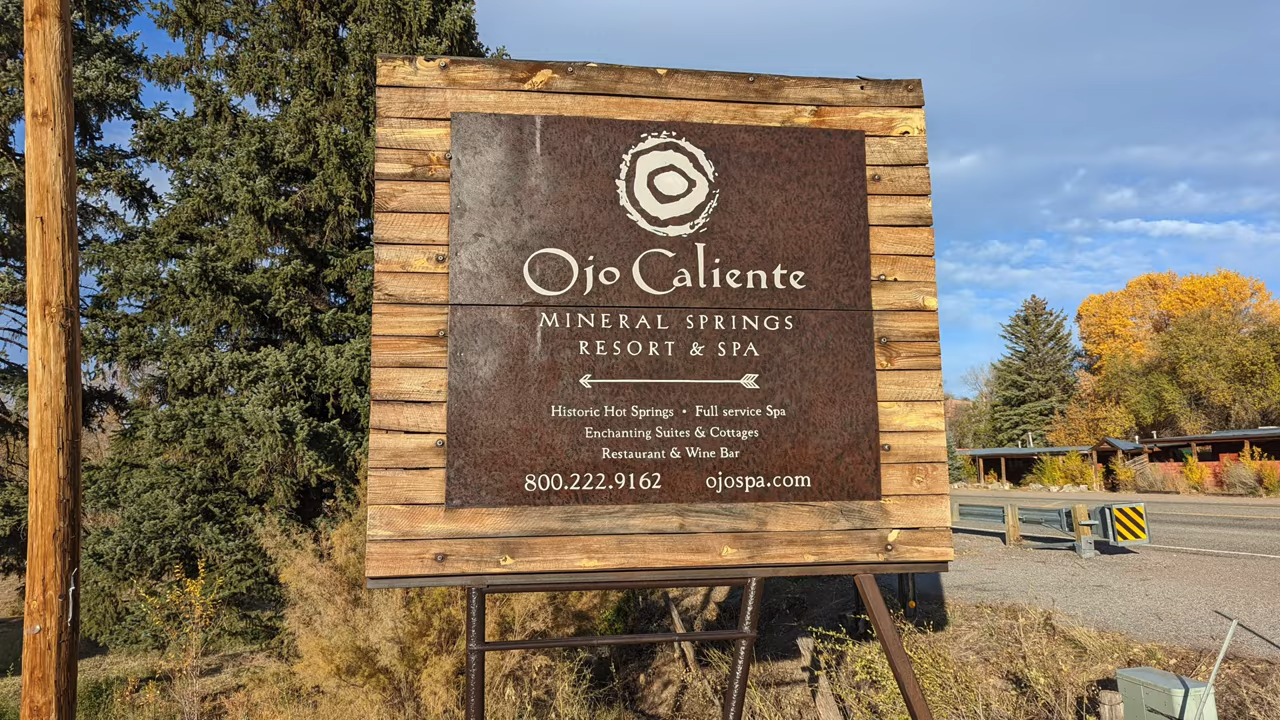 Ojo Caliente
MINERAL SPRINGS
RESORT & SPA
Historic Hot Springs • Full service Spa
Enchanting Suites & Cottages
Restaurant & Wine Bar
800.222.9162 ojospa.com